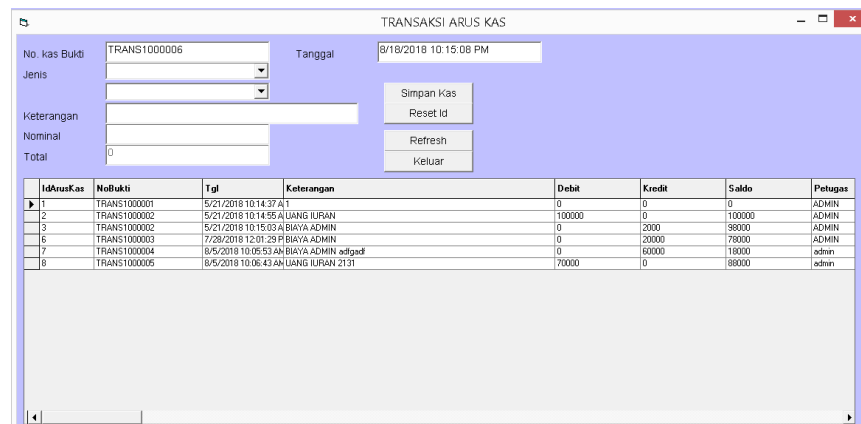 TRANSAKSI ARUS KAS
No. kas Bukti TRANS1000006 Tanggal 8/18/2018 10:15:08 PM
Jenis
Simpan Kas
Keterangan Reset Id
Nominal
Refresh
Total 0
Keluar
IdArusKas NoBukti Tgl Keterangan Debit Kredit Saldo Petugas
1 TRANS1000001 5/21/2018 10:14:37 A 1 0 0 0 ADMIN
2 TRANS1000002 5/21/2018 10:14:55 A UANG IURAN 100000 0 100000 ADMIN
3 TRANS1000002 5/21/2018 10:15:03 A BIAYA ADMIN 0 2000 98000 ADMIN
6 TRANS1000003 7/28/2018 12:01:29 P BIAYA ADMIN 0 20000 78000 ADMIN
7 TRANS1000004 8/5/2018 10:05:53 AM BIAYA ADMIN adfgadf 0 60000 18000 admin
8 TRANS1000005 8/5/2018 10:06:43 AM UANG IURAN 2131 70000 0 88000 admin